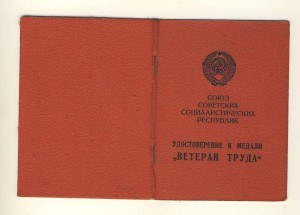 СОЮЗ
СОВЕТСКИХ
СОЦИАЛИСТИЧЕСКИХ
РЕСПУБЛИК
УДОСТОВЕРЕНИЕ К МЕДАЛИ
„ВЕТЕРАН ТРУДА“